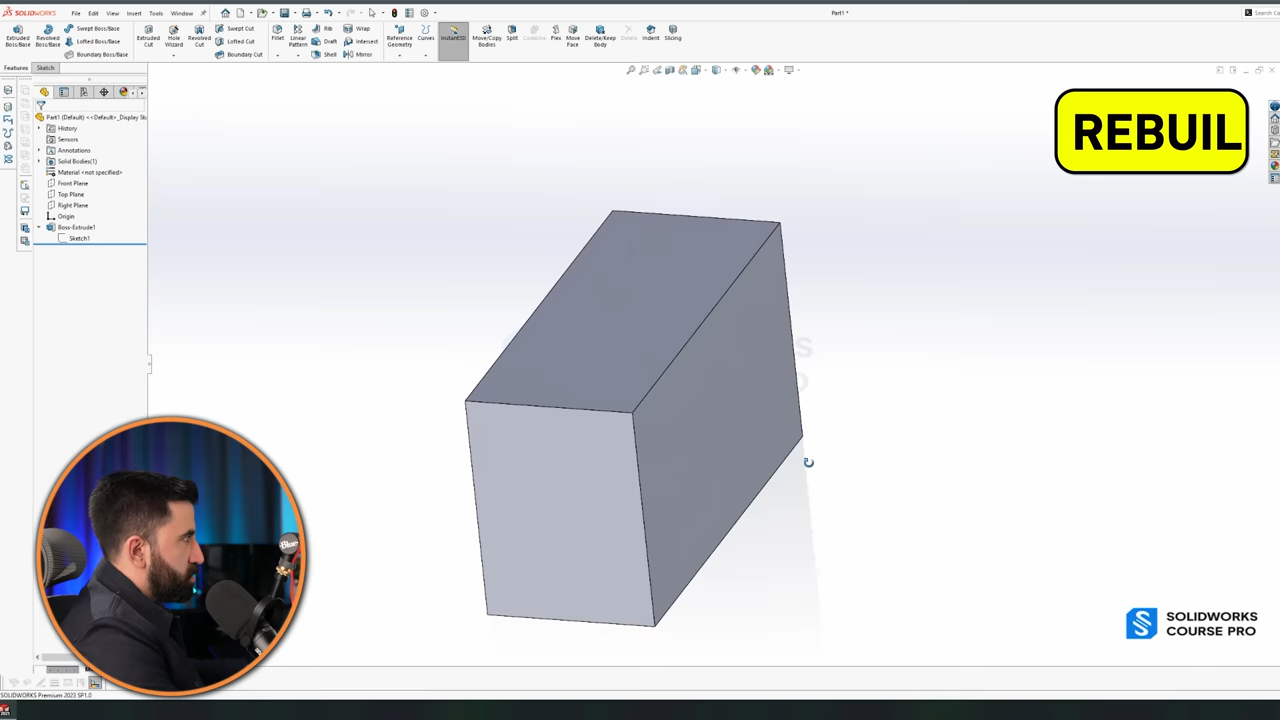 SOLIDWORKS
File
Edit
View
Insert
Tools
Window
Part1 *
Search Co
Extruded Boss/Base
Revolved Boss/Base
Swept Boss/Base
Lofted Boss/Base
Boundary Boss/Base
Extruded Cut
Hole Wizard
Revolved Cut
Swept Cut
Lofted Cut
Boundary Cut
Fillet
Linear Pattern
Rib
Draft
Shell
Wrap
Intersect
Mirror
Reference Geometry
Curves
Instant3D
Move/Copy Bodies
Split
Combine
Flex
Move Face
Delete/Keep Body
Delete
Indent
Slicing
Features
Sketch
Part1 (Default) <<Default>_Display Sta
History
Sensors
Annotations
Solid Bodies(1)
Material <not specified>
Front Plane
Top Plane
Right Plane
Origin
Boss-Extrude1
Sketch1
REBUIL
Blue
SOLIDWORKS
COURSE PRO
SOLIDWORKS Premium 2023 SP1.0